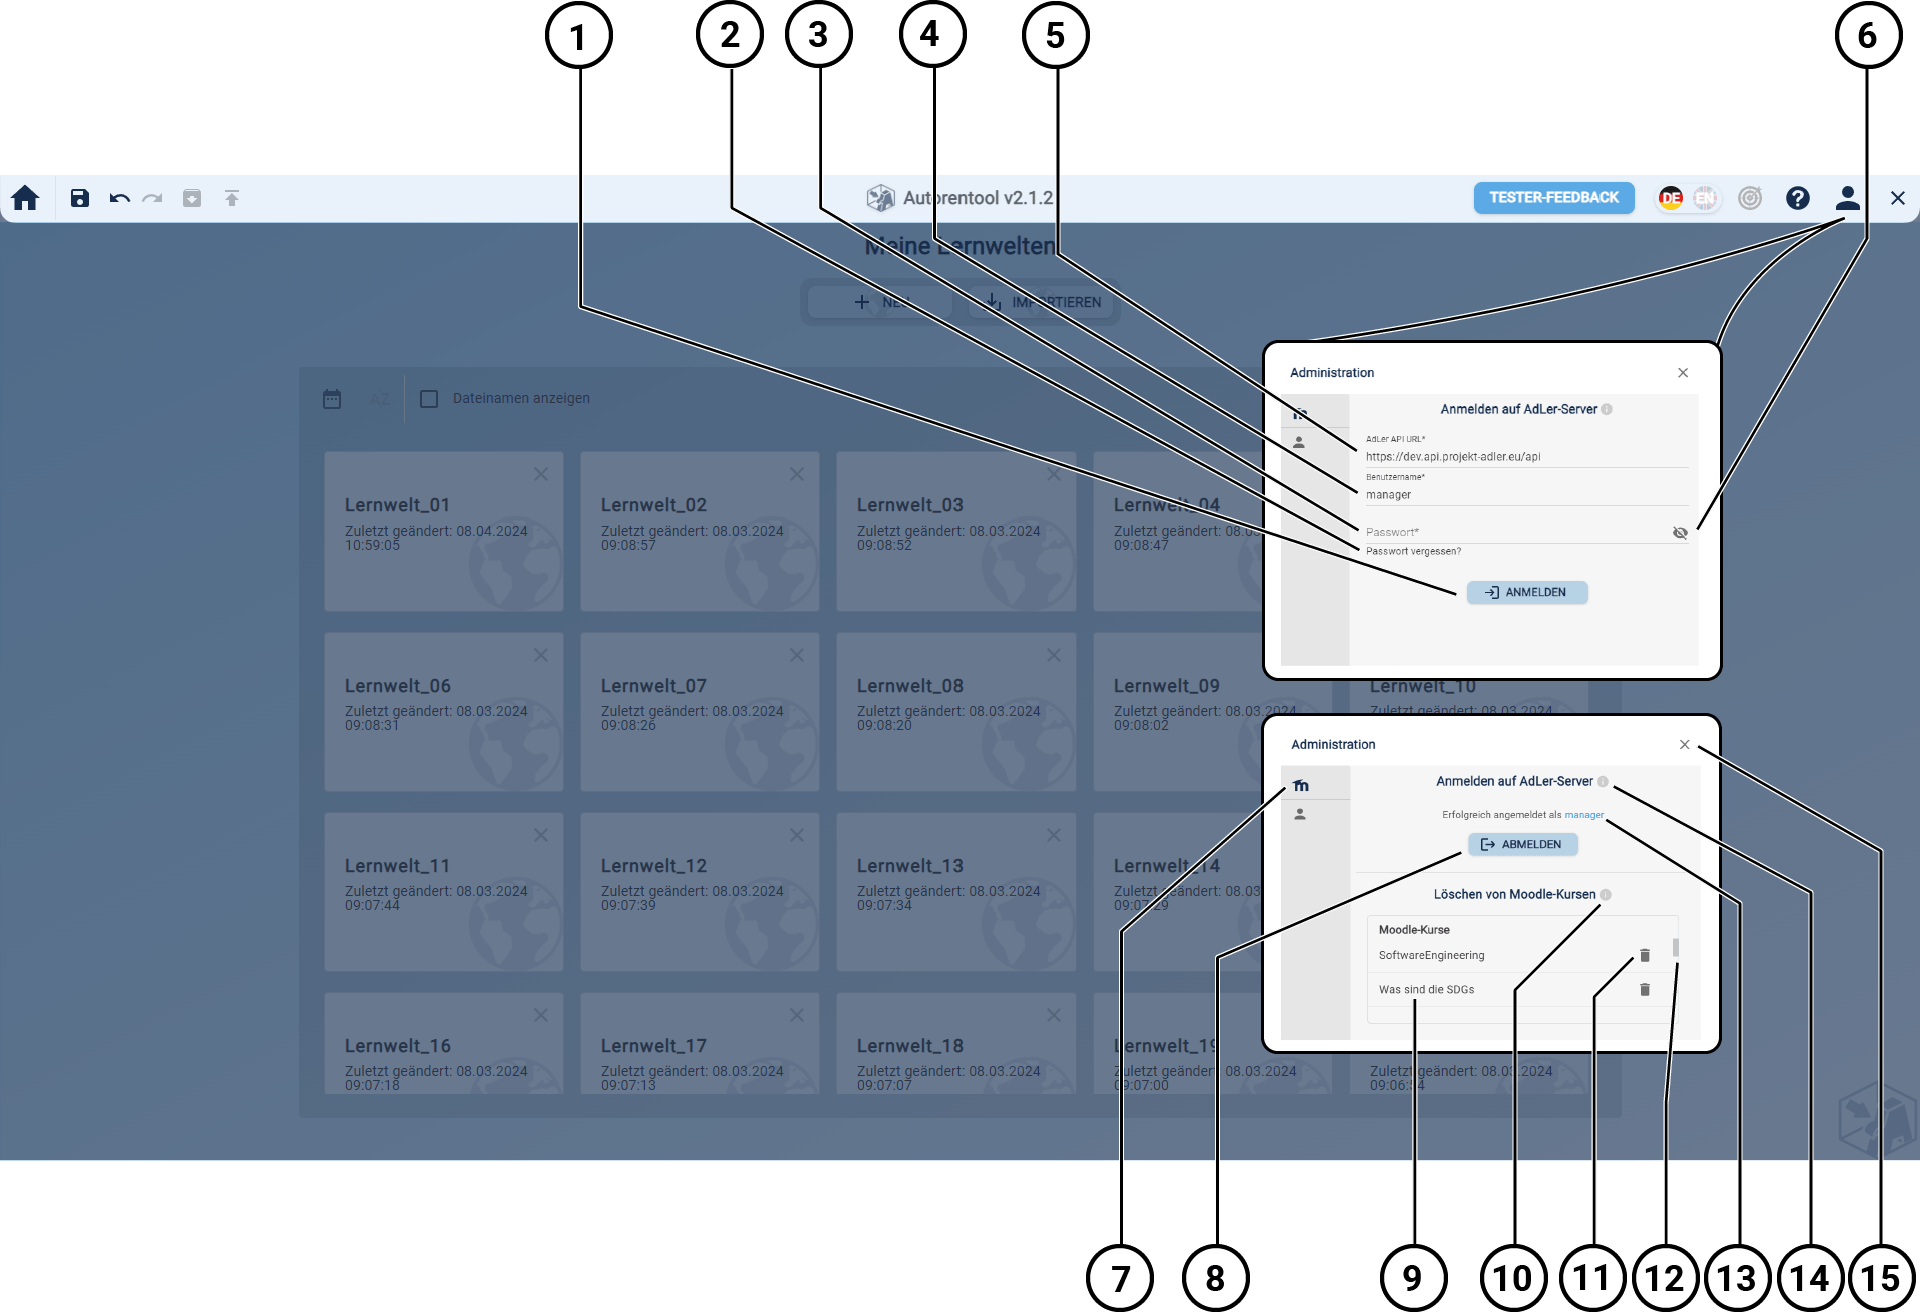 1
2
3
4
5
6
Autorentool v2.1.2
TESTER-FEEDBACK
DE
EN
Meine Lernwelten
IMPORTIEREN
AZ
Dateinamen anzeigen
Lernwelt_01
Zuletzt geändert: 08.04.2024
10:59:05
Lernwelt_02
Zuletzt geändert: 08.03.2024
09:08:57
Lernwelt_03
Zuletzt geändert: 08.03.2024
09:08:52
Lernwelt_04
Zuletzt geändert: 08.03
09:08:47
Lernwelt_06
Zuletzt geändert: 08.03.2024
09:08:31
Lernwelt_07
Zuletzt geändert: 08.03.2024
09:08:26
Lernwelt_08
Zuletzt geändert: 08.03.2024
09:08:20
Lernwelt_09
Zuletzt geändert: 08.03.2024
09:08:02
Lernwelt_10
Zuletzt geändert: 08.03.2024
Lernwelt_11
Zuletzt geändert: 08.03.2024
09:07:44
Lernwelt_12
Zuletzt geändert: 08.03.2024
09:07:39
Lernwelt_13
Zuletzt geändert: 08.03.2024
09:07:34
Lernwelt_14
Zuletzt geändert: 08.03
09:07:29
Lernwelt_16
Zuletzt geändert: 08.03.2024
09:07:18
Lernwelt_17
Zuletzt geändert: 08.03.2024
09:07:13
Lernwelt_18
Zuletzt geändert: 08.03.2024
09:07:07
Lernwelt_19
Zuletzt geändert: 08.03.2024
09:07:00
Zuletzt geändert: 08.03.2024
09:06:54
Administration
Anmelden auf AdLer-Server
AdLer API URL*
https://dev.api.projekt-adler.eu/api
Benutzername*
manager
Passwort*
Passwort vergessen?
ANMELDEN
Administration
Anmelden auf AdLer-Server
Erfolgreich angemeldet als manager
ABMELDEN
Löschen von Moodle-Kursen
Moodle-Kurse
SoftwareEngineering
Was sind die SDGs
7
8
9
10
11
12
13
14
15